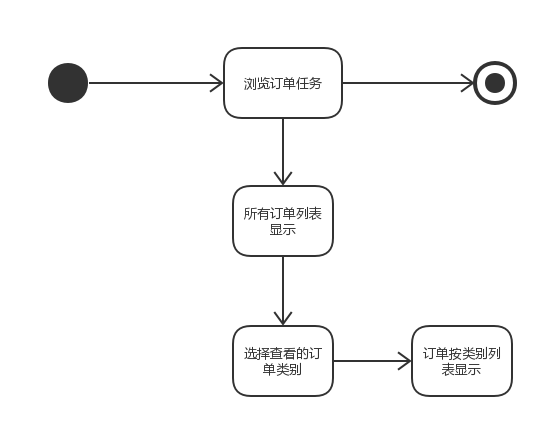 浏览订单任务
所有订单列表
显示
选择查看的订
单类别
订单按类别列
表显示